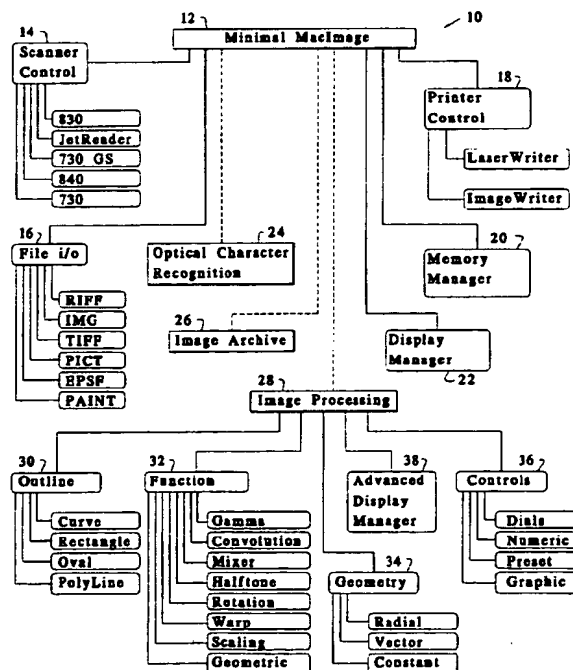 12
Minimal MacImage
10
14
Scanner
Control
830
JetReader
730 GS
840
730
18
Printer
Control
LaserWriter
ImageWriter
16
File i/o
RIFF
IMG
TIFF
PICT
EPSF
PAINT
24
Optical Character
Recognition
20
Memory
Manager
26
Image Archive
Display
Manager
22
28
Image Processing
30
Outline
Curve
Rectangle
Oval
PolyLine
32
Function
Gamma
Convolution
Mixer
Halftone
Rotation
Warp
Scaling
Geometric
38
Advanced
Display
Manager
34
Geometry
Radial
Vector
Constant
36
Controls
Dials
Numeric
Preset
Graphic